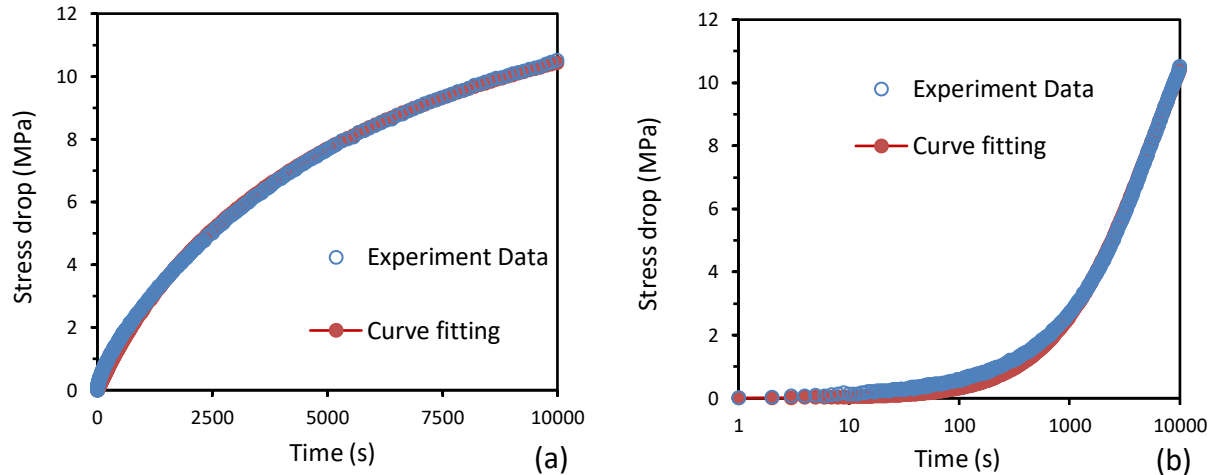 12
10
8
6
4
2
0
Stress drop (MPa)
Experiment Data
Curve fitting
0
2500
5000
7500
10000
Time (s)
(a)
12
10
8
6
4
2
0
Stress drop (MPa)
Experiment Data
Curve fitting
1
10
100
1000
10000
Time (s)
(b)